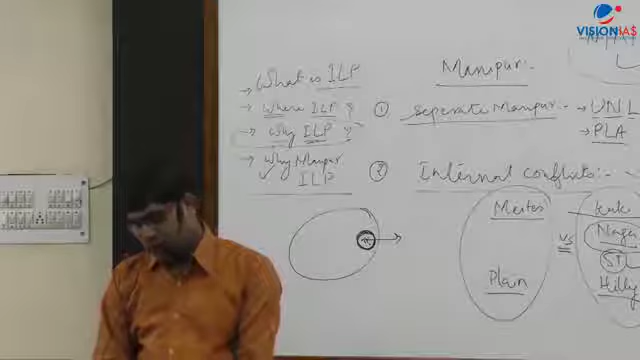 VISIONIAS
→ What is ILP
→ Where ILP ?
→ Why ILP ?
→ Why Manipur
ILP
Manipur :-
① seperate Manipur :- → UNL
→ PLA
② Internal conflicts :-
Meites
Plain
vs
Naga
ST
Hilly